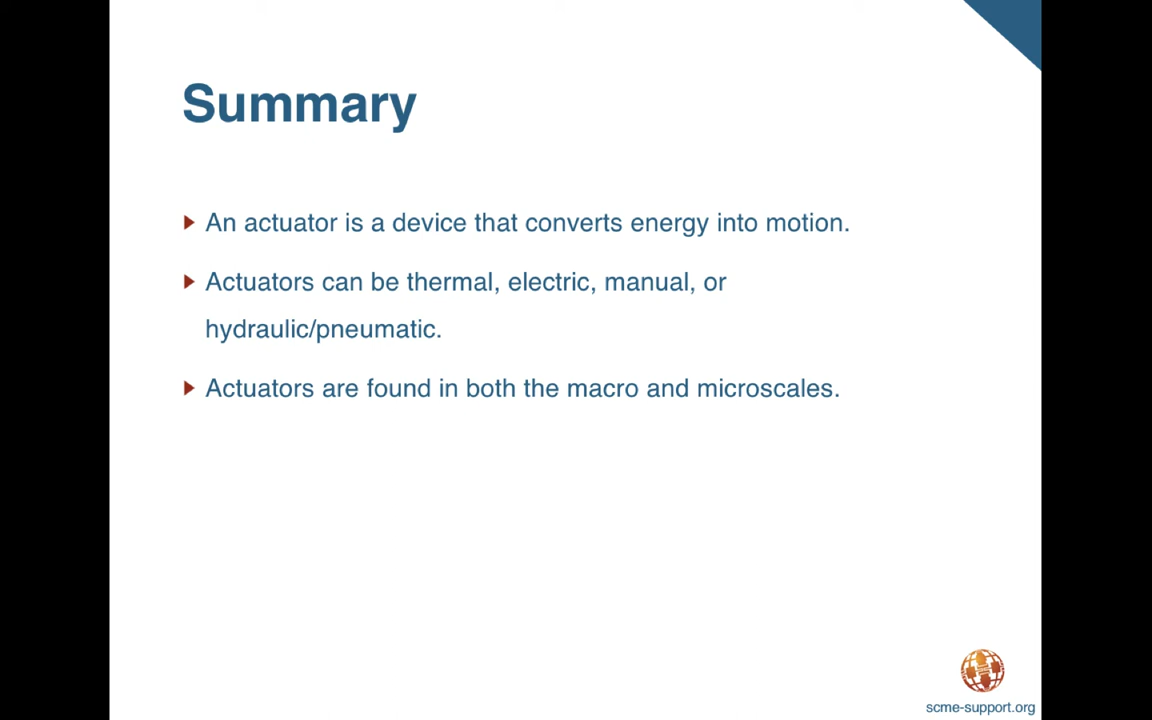 Summary
An actuator is a device that converts energy into motion.
Actuators can be thermal, electric, manual, or
hydraulic/pneumatic.
Actuators are found in both the macro and microscales.
scme-support.org